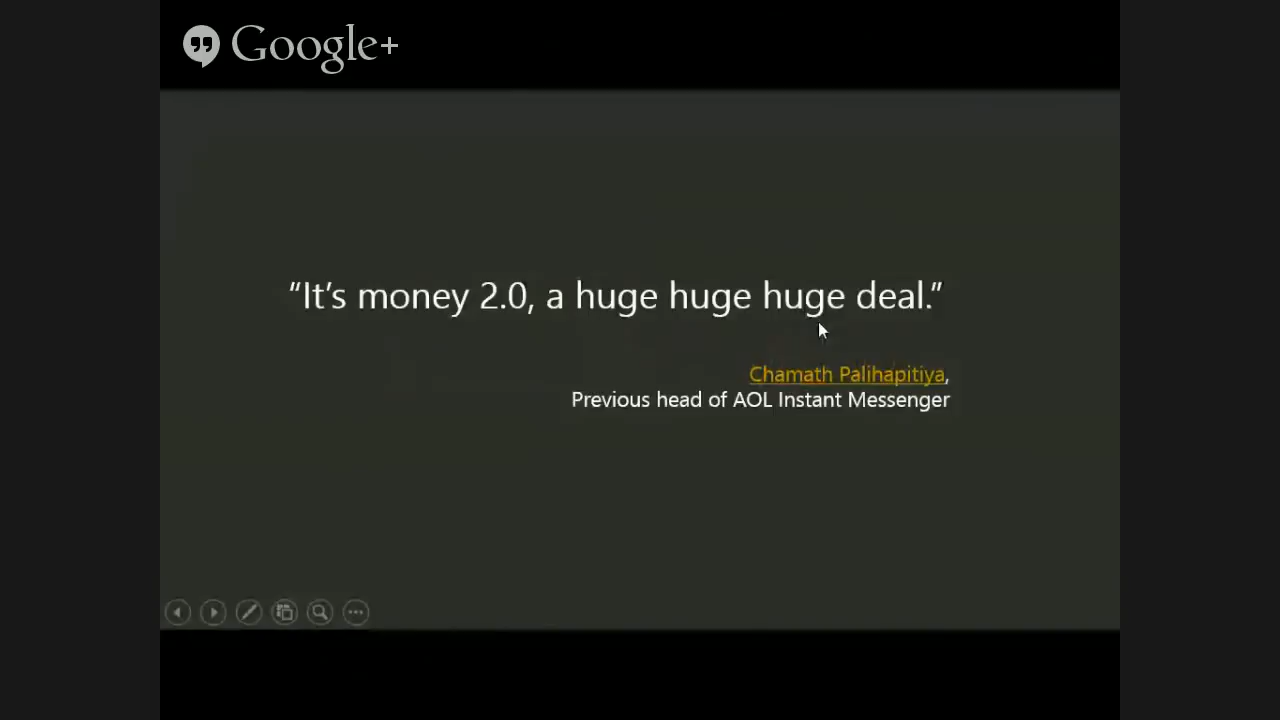 Google+
“It’s money 2.0, a huge huge huge deal.”
Chamath Palihapitiya,
Previous head of AOL Instant Messenger